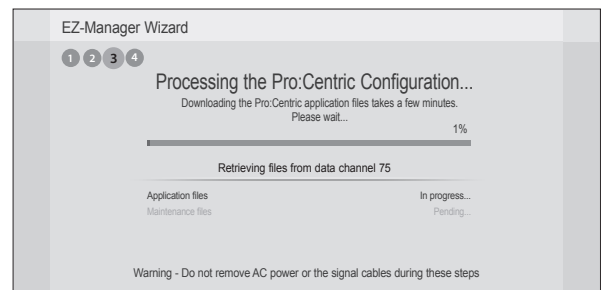 EZ-Manager Wizard
1 2 3 4
Processing the Pro:Centric Configuration...
Downloading the Pro:Centric application files takes a few minutes.
Please wait...
1%
Retrieving files from data channel 75
Application files In progress...
Maintenance files Pending...
Warning - Do not remove AC power or the signal cables during these steps